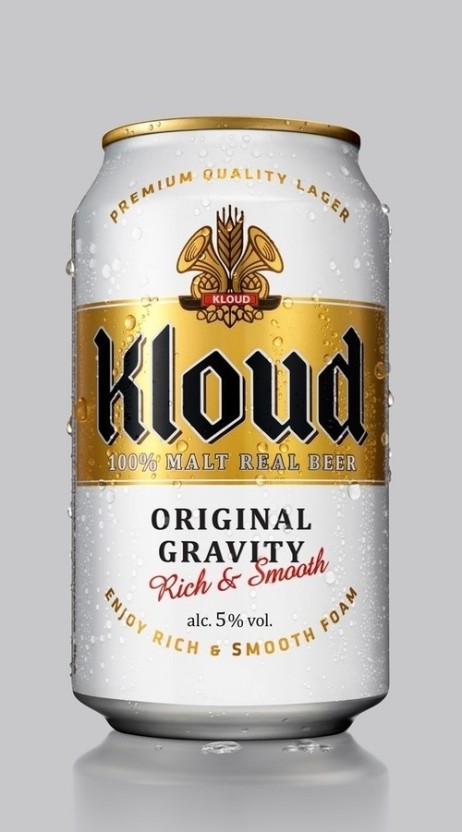 PREMIUM QUALITY LAGER
KLOUD
Kloud
100% MALT REAL BEER
ORIGINAL
GRAVITY
Rich & Smooth
alc. 5% vol.
ENJOY RICH & SMOOTH FOAM